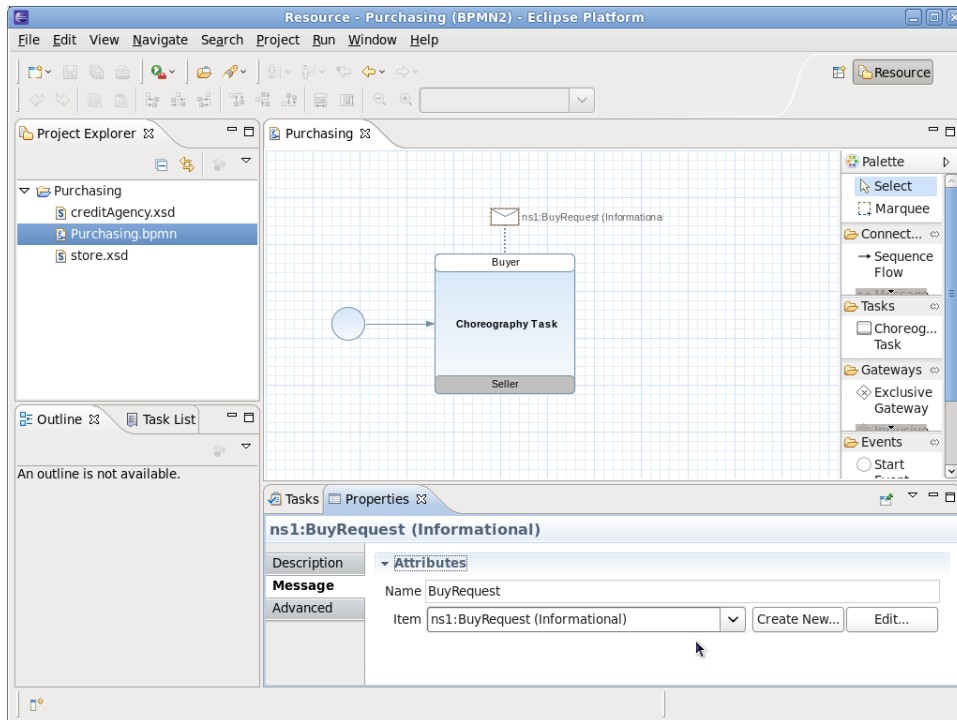 Resource - Purchasing (BPMN2) - Eclipse Platform
File Edit View Navigate Search Project Run Window Help
Resource
Project Explorer
Purchasing
creditAgency.xsd
Purchasing.bpmn
store.xsd
Outline
Task List
An outline is not available.
Purchasing
ns1:BuyRequest (Informationa
Buyer
Choreography Task
Seller
Palette
Select
Marquee
Connect...
Sequence
Flow
Tasks
Choreog...
Task
Gateways
Exclusive
Gateway
Events
Start
Tasks
Properties
ns1:BuyRequest (Informational)
Description
Message
Advanced
Attributes
Name BuyRequest
Item ns1:BuyRequest (Informational) Create New... Edit...